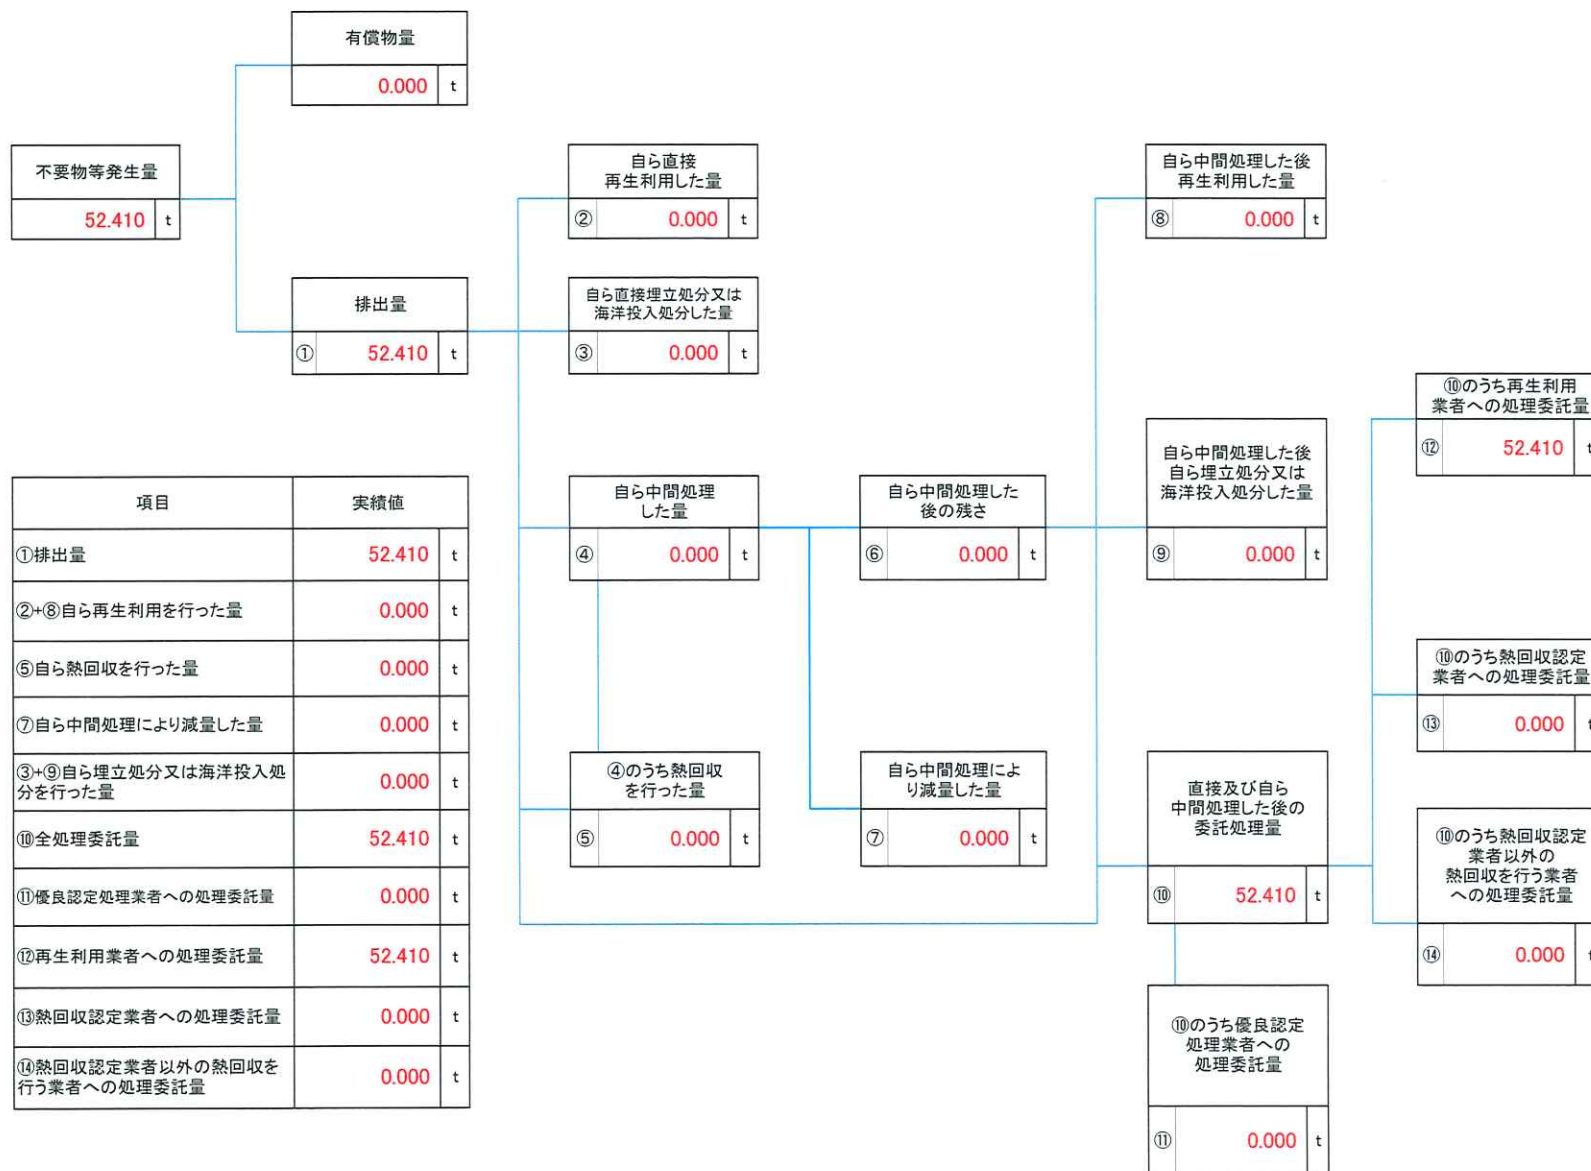 有償物量
0.000 t
不要物等発生量
52.410 t
排出量
① 52.410 t
自ら直接
再生利用した量
② 0.000 t
自ら直接埋立処分又は
海洋投入処分した量
③ 0.000 t
自ら中間処理
した量
④ 0.000 t
④のうち熱回収
を行った量
⑤ 0.000 t
自ら中間処理した
後の残さ
⑥ 0.000 t
自ら中間処理によ
り減量した量
⑦ 0.000 t
自ら中間処理した後
再生利用した量
⑧ 0.000 t
自ら中間処理した後
自ら埋立処分又は
海洋投入処分した量
⑨ 0.000 t
直接及び自ら
中間処理した後の
委託処理量
⑩ 52.410 t
⑩のうち優良認定
処理業者への
処理委託量
⑪ 0.000 t
⑩のうち再生利用
業者への処理委託量
⑫ 52.410 t
⑩のうち熱回収認定
業者への処理委託量
⑬ 0.000 t
⑩のうち熱回収認定
業者以外の
熱回収を行う業者
への処理委託量
⑭ 0.000 t
項目 実績値
①排出量 52.410 t
②+⑧自ら再生利用を行った量 0.000 t
⑤自ら熱回収を行った量 0.000 t
⑦自ら中間処理により減量した量 0.000 t
③+⑨自ら埋立処分又は海洋投入処
分を行った量 0.000 t
⑩全処理委託量 52.410 t
⑪優良認定処理業者への処理委託量 0.000 t
⑫再生利用業者への処理委託量 52.410 t
⑬熱回収認定業者への処理委託量 0.000 t
⑭熱回収認定業者以外の熱回収を
行う業者への処理委託量 0.000 t